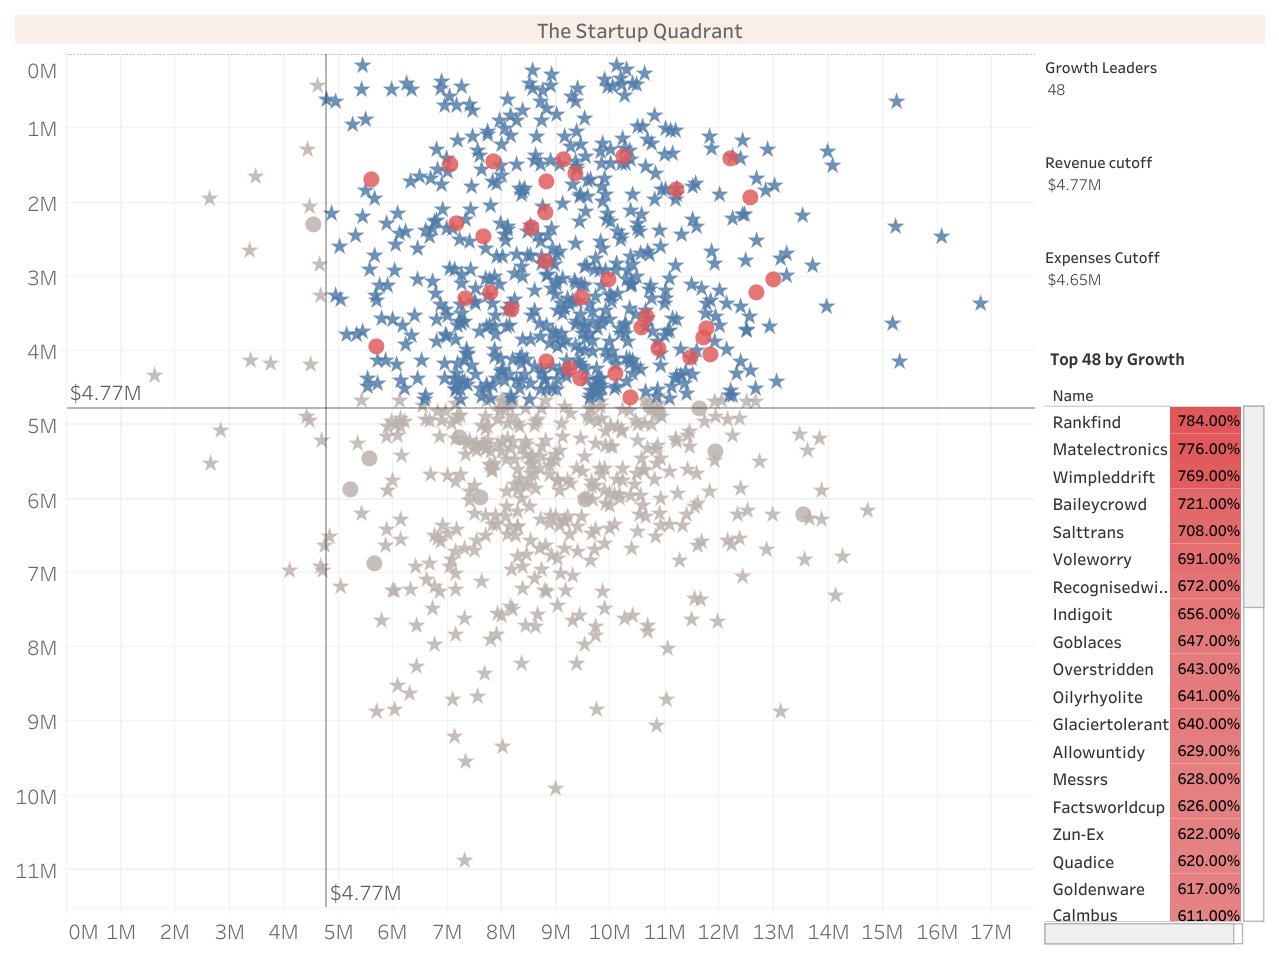 The Startup Quadrant
0M
1M
2M
3M
4M
5M
6M
7M
8M
9M
10M
11M
$4.77M
$4.77M
0M 1M 2M 3M 4M 5M 6M 7M 8M 9M 10M 11M 12M 13M 14M 15M 16M 17M
Growth Leaders
48
Revenue cutoff
$4.77M
Expenses Cutoff
$4.65M
Top 48 by Growth
Name
Rankfind 784.00%
Matelectronics 776.00%
Wimpleddrift 769.00%
Baileycrowd 721.00%
Salttrans 708.00%
Voleworry 691.00%
Recognisedwi.. 672.00%
Indigoit 656.00%
Goblaces 647.00%
Overstridden 643.00%
Oilyrhyolite 641.00%
Glaciertolerant 640.00%
Allowuntidy 629.00%
Messrs 628.00%
Factsworldcup 626.00%
Zun-Ex 622.00%
Quadice 620.00%
Goldenware 617.00%
Calmbus 611.00%